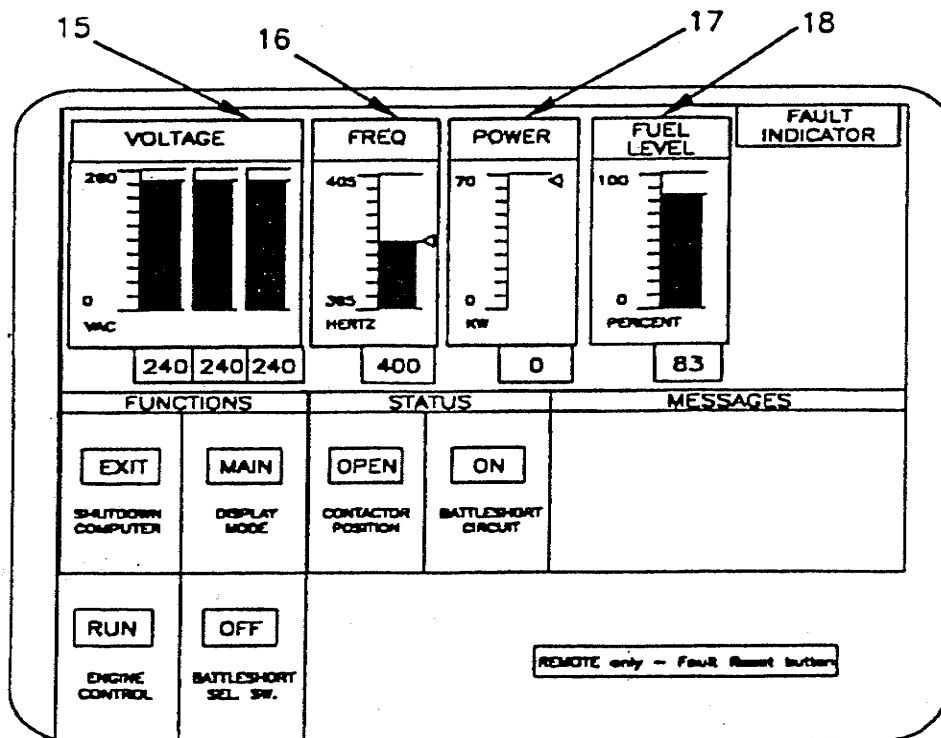 15 16 17 18
VOLTAGE
FREQ
POWER
FUEL
LEVEL
FAULT
INDICATOR
280
0
VAC
405
385
HERTZ
70
0
KW
100
0
PERCENT
240 240 240
400
0
83
FUNCTIONS
STATUS
MESSAGES
EXIT
SHUTDOWN
COMPUTER
MAIN
DISPLAY
MODE
OPEN
CONTACTOR
POSITION
ON
BATTLESHORT
CIRCUIT
RUN
ENGINE
CONTROL
OFF
BATTLESHORT
SEL. SW.
REMOTE only - Fault Reset button